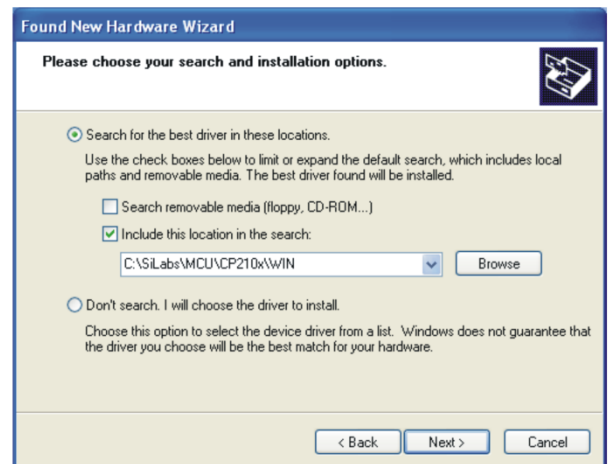 Found New Hardware Wizard
Please choose your search and installation options.
Search for the best driver in these locations.
Use the check boxes below to limit or expand the default search, which includes local
paths and removable media. The best driver found will be installed.
Search removable media (floppy, CD-ROM...)
Include this location in the search:
C:\SiLabs\MCU\CP210x\WIN
Browse
Don't search. I will choose the driver to install.
Choose this option to select the device driver from a list. Windows does not guarantee that
the driver you choose will be the best match for your hardware.
< Back
Next >
Cancel